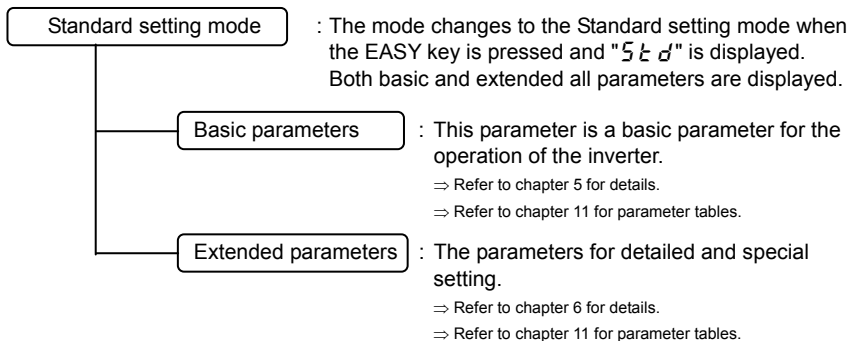 Standard setting mode : The mode changes to the Standard setting mode when
the EASY key is pressed and "Std" is displayed.
Both basic and extended all parameters are displayed.
Basic parameters : This parameter is a basic parameter for the
operation of the inverter.
⇒ Refer to chapter 5 for details.
⇒ Refer to chapter 11 for parameter tables.
Extended parameters : The parameters for detailed and special
setting.
⇒ Refer to chapter 6 for details.
⇒ Refer to chapter 11 for parameter tables.